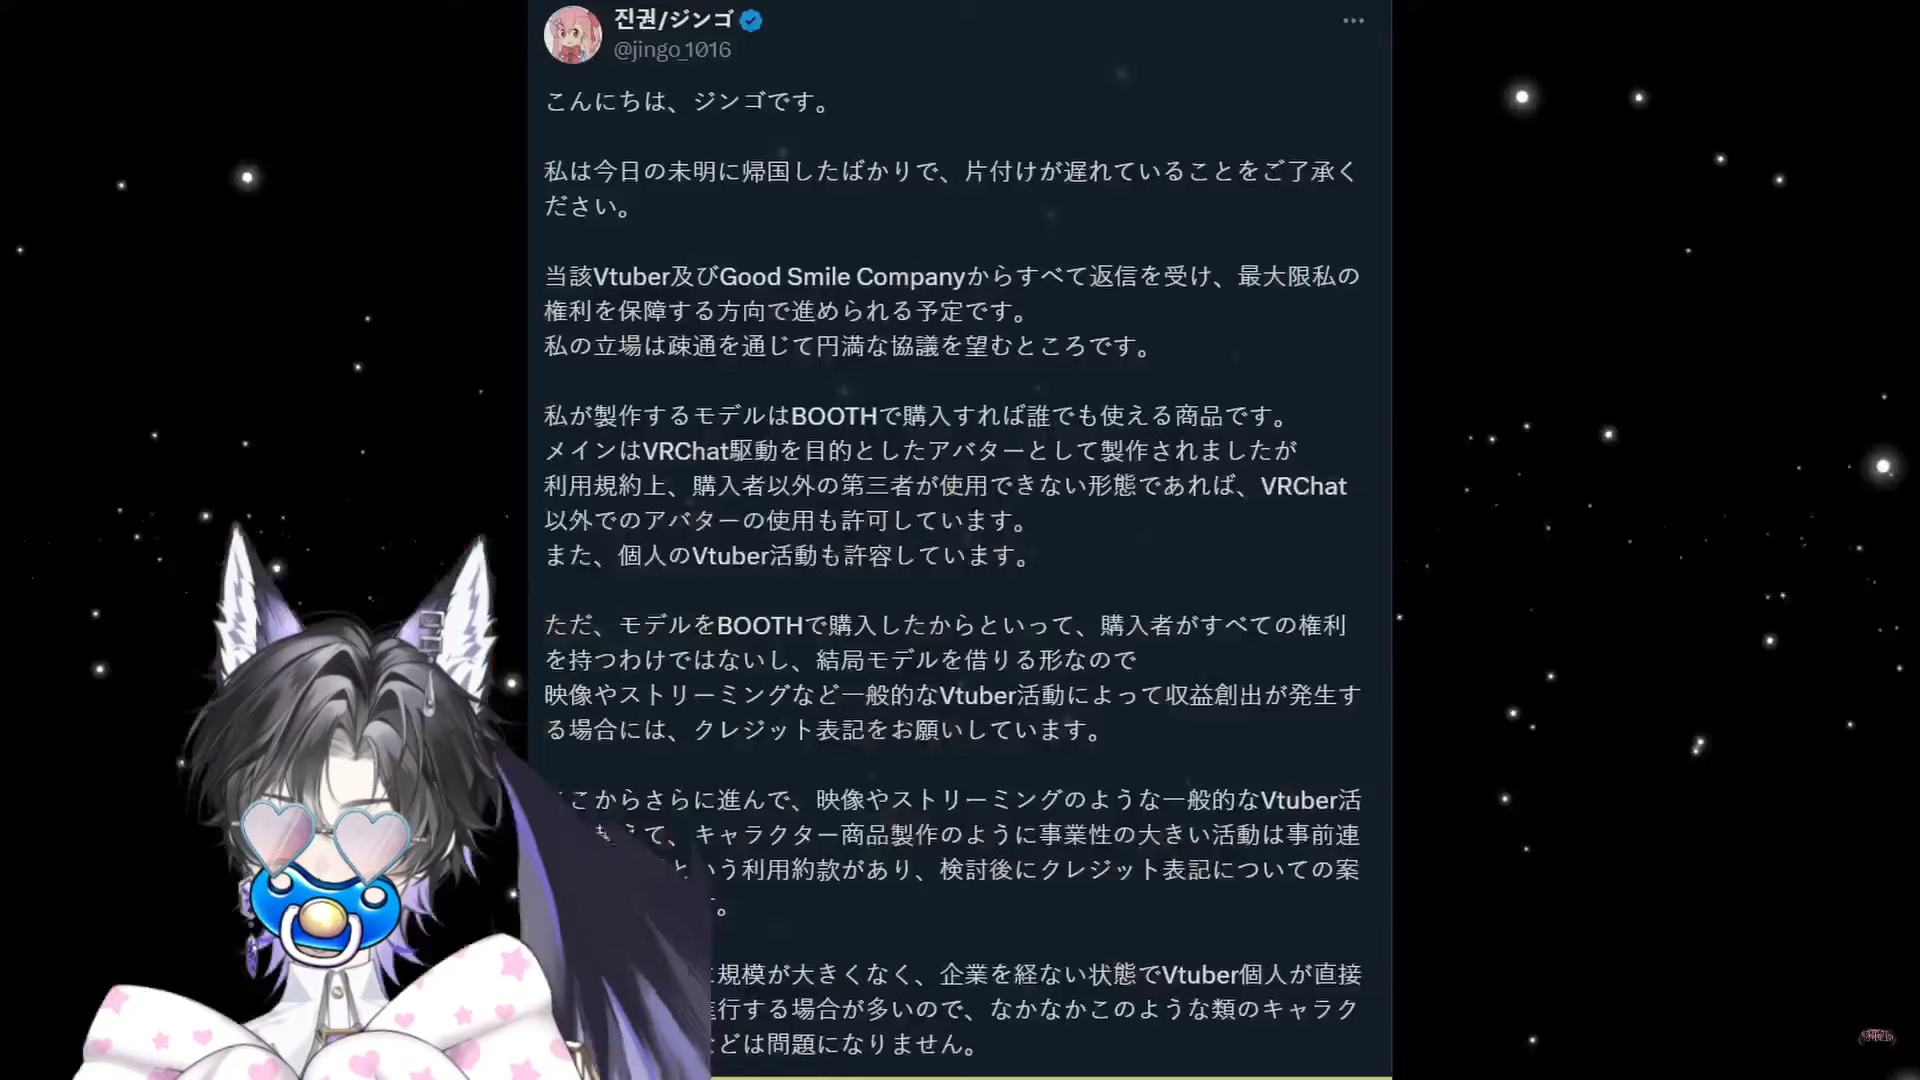 진권/ジンゴ
@jingo_1016
こんにちは、ジンゴです。
私は今日の未明に帰国したばかりで、片付けが遅れていることをご了承く
ださい。
当該Vtuber及びGood Smile Companyからすべて返信を受け、最大限私の
権利を保障する方向で進められる予定です。
私の立場は疎通を通じて円満な協議を望むところです。
私が製作するモデルはBOOTHで購入すれば誰でも使える商品です。
メインはVRChat駆動を目的としたアバターとして製作されましたが
利用規約上、購入者以外の第三者が使用できない形態であれば、VRChat
以外でのアバターの使用も許可しています。
また、個人のVtuber活動も許容しています。
ただ、モデルをBOOTHで購入したからといって、購入者がすべての権利
を持つわけではないし、結局モデルを借りる形なので
映像やストリーミングなど一般的なVtuber活動によって収益創出が発生す
る場合には、クレジット表記をお願いしています。
こからさらに進んで、映像やストリーミングのような一般的なVtuber活
えて、キャラクター商品製作のように事業性の大きい活動は事前連
いう利用約款があり、検討後にクレジット表記についての案
。
規模が大きくなく、企業を経ない状態でVtuber個人が直接
行する場合が多いので、なかなかこのような類のキャラク
どは問題になりません。